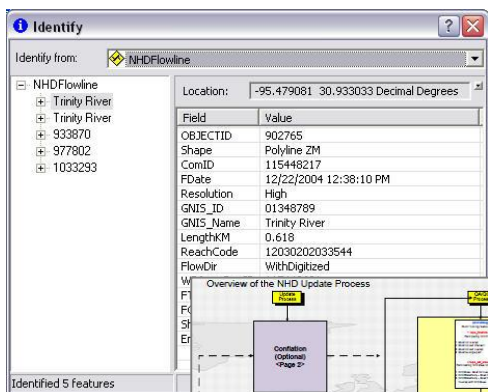 Identify
Identify from: NHDFlowline
NHDFlowline
Trinity River
Trinity River
933870
977802
1033293
Location: -95.479081 30.933033 Decimal Degrees
Field Value
OBJECTID 902765
Shape Polyline ZM
ComID 115448217
FDate 12/22/2004 12:38:10 PM
Resolution High
GNIS_ID 01348789
GNIS_Name Trinity River
LengthKM 0.618
ReachCode 12030202033544
FlowDir WithDigitized
Overview of the NHD Update Process
Update
Process
Conflation
(Optional)
<Page 2>
Identified 5 features